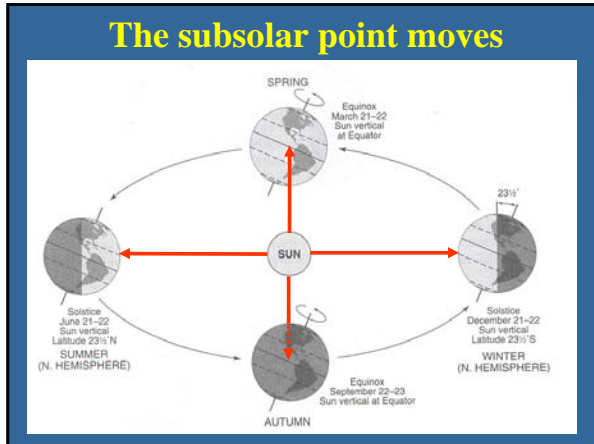 The subsolar point moves
SPRING
Equinox
March 21–22
Sun vertical
at Equator
23½°
SUN
Solstice
June 21–22
Sun vertical
Latitude 23½°N
SUMMER
(N. HEMISPHERE)
Solstice
December 21–22
Sun vertical
Latitude 23½°S
WINTER
(N. HEMISPHERE)
Equinox
September 22–23
Sun vertical at Equator
AUTUMN